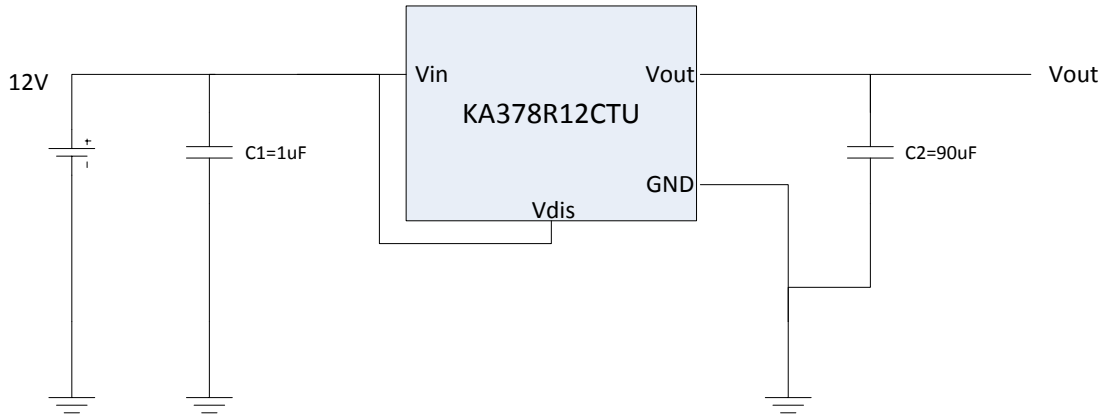 12V
Vin
Vout
Vout
KA378R12CTU
C1=1uF
C2=90uF
GND
Vdis
+
-